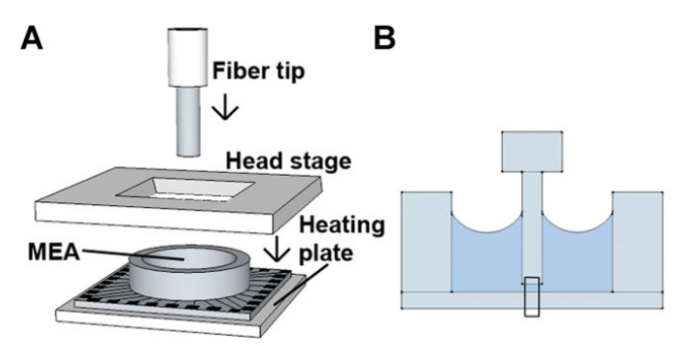 A
B
Fiber tip
Head stage
Heating
plate
MEA